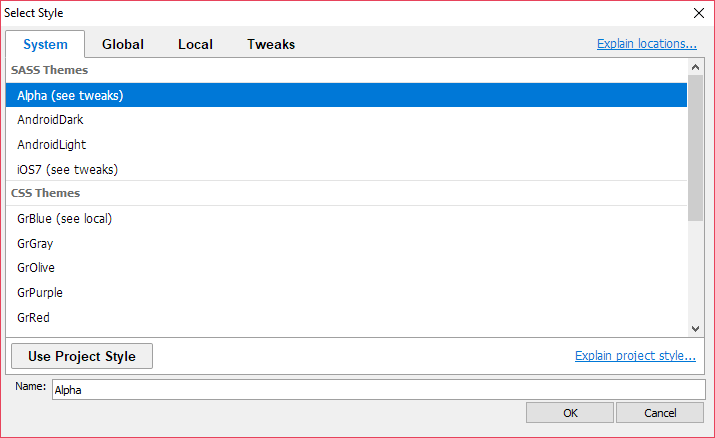 Select Style
System Global Local Tweaks Explain locations...
SASS Themes
Alpha (see tweaks)
AndroidDark
AndroidLight
iOS7 (see tweaks)
CSS Themes
GrBlue (see local)
GrGray
GrOlive
GrPurple
GrRed
Use Project Style Explain project style...
Name: Alpha
OK Cancel